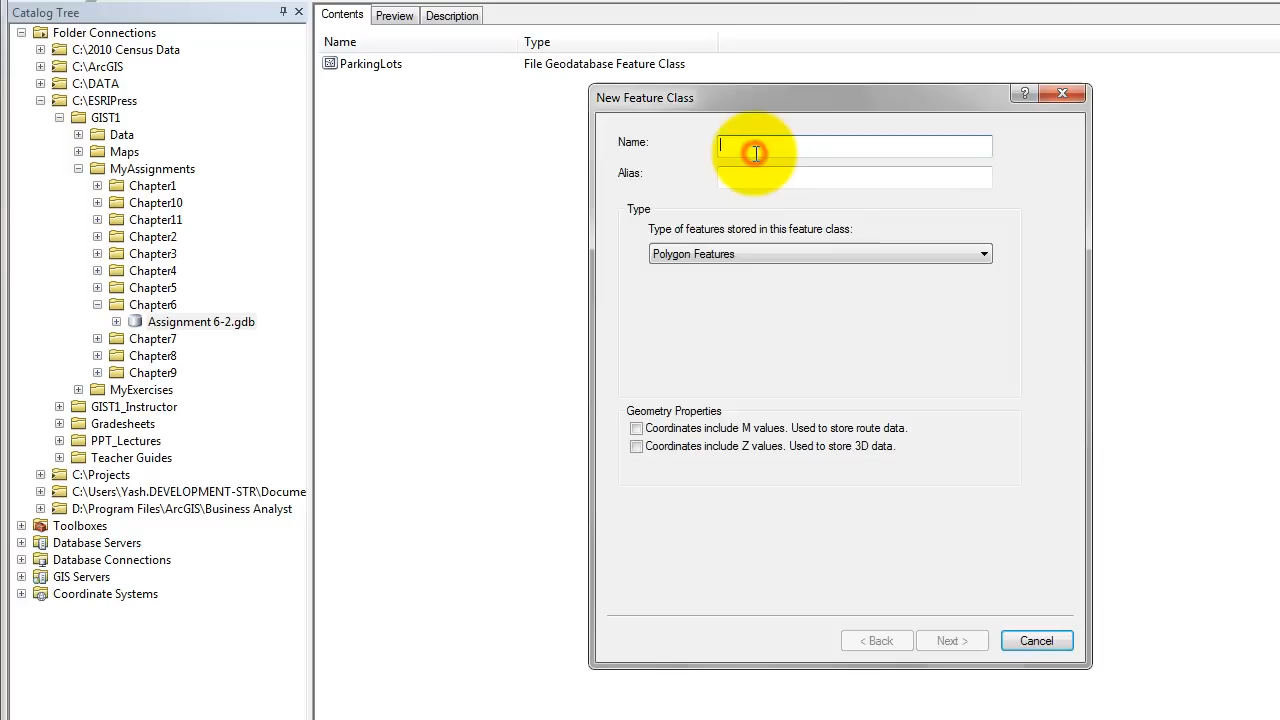 Catalog Tree
Folder Connections
C:\2010 Census Data
C:\ArcGIS
C:\DATA
C:\ESRIPress
GIST1
Data
Maps
MyAssignments
Chapter1
Chapter10
Chapter11
Chapter2
Chapter3
Chapter4
Chapter5
Chapter6
Assignment 6-2.gdb
Chapter7
Chapter8
Chapter9
MyExercises
GIST1_Instructor
Gradesheets
PPT_Lectures
Teacher Guides
C:\Projects
C:\Users\Yash.DEVELOPMENT-STR\Docume
D:\Program Files\ArcGIS\Business Analyst
Toolboxes
Database Servers
Database Connections
GIS Servers
Coordinate Systems
Contents Preview Description
Name Type
ParkingLots File Geodatabase Feature Class
New Feature Class
Name:
Alias:
Type
Type of features stored in this feature class:
Polygon Features
Geometry Properties
Coordinates include M values. Used to store route data.
Coordinates include Z values. Used to store 3D data.
< Back Next > Cancel